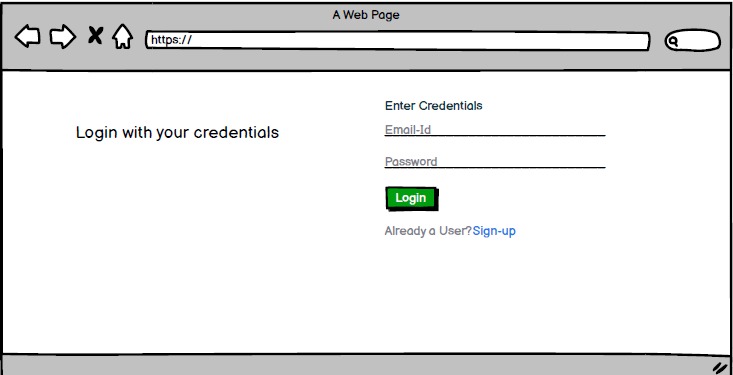 A Web Page
https://
Enter Credentials
Login with your credentials
Email-Id
Password
Login
Already a User?Sign-up